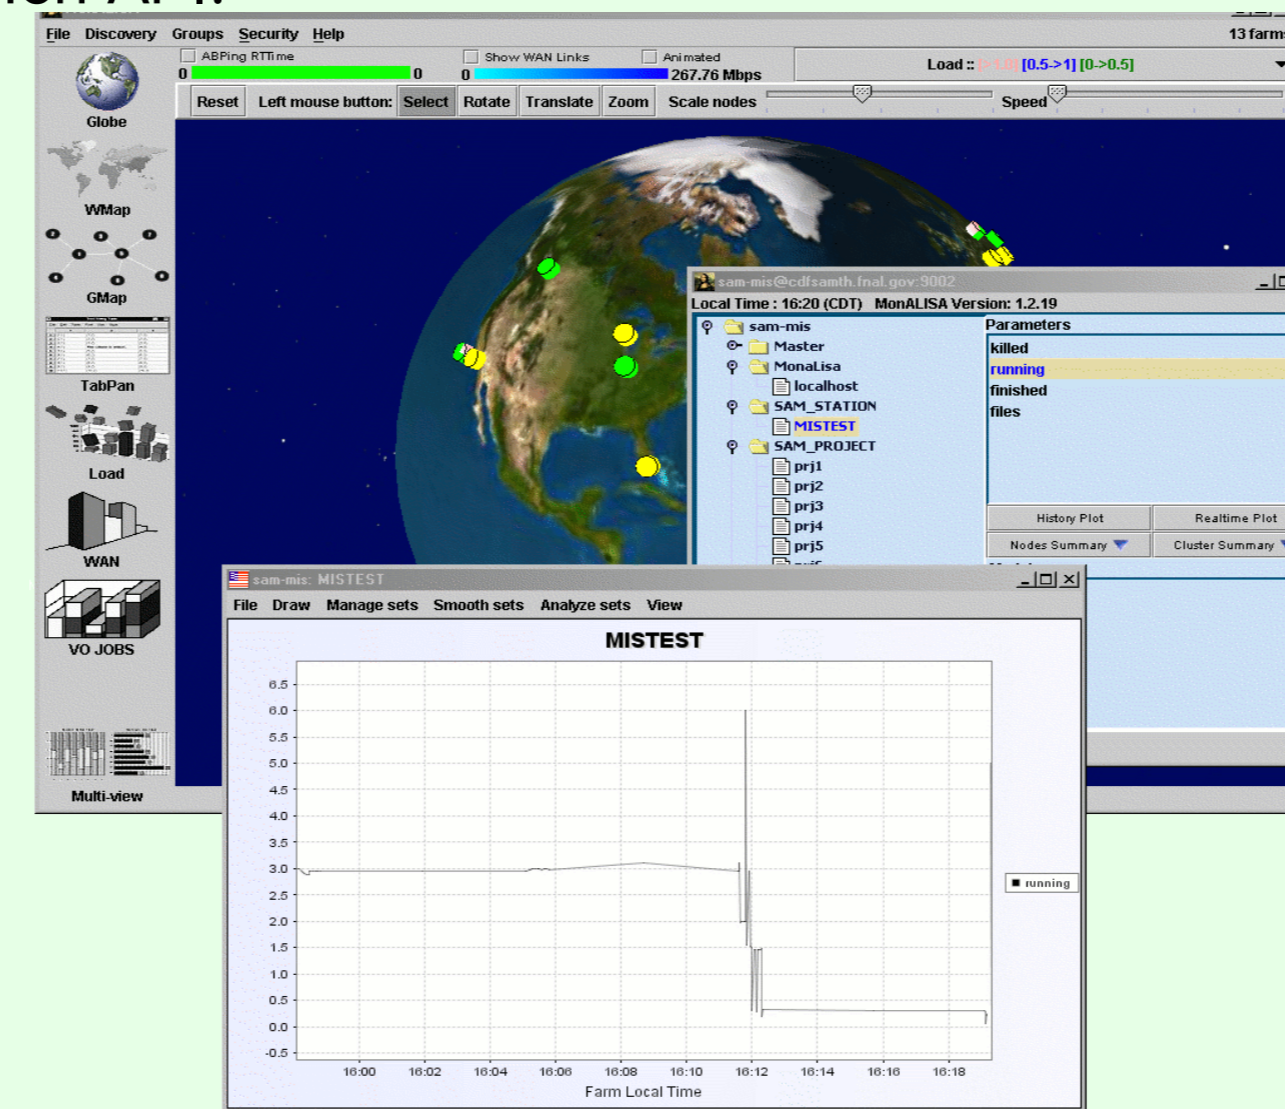 File Discovery Groups Security Help
13 farms
ABPing RTTime
Show WAN Links
Animated
0 0
0 267.76 Mbps
Load :: [>1.0] [0.5->1] [0->0.5]
Reset Left mouse button: Select Rotate Translate Zoom Scale nodes Speed
Globe
WMap
GMap
TabPan
Load
WAN
VO JOBS
Multi-view
sam-mis@cdfsamth.fnal.gov:9002
Local Time : 16:20 (CDT) MonALISA Version: 1.2.19
sam-mis
Master
MonaLisa
localhost
SAM_STATION
MISTEST
SAM_PROJECT
prj1
prj2
prj3
prj4
prj5
Parameters
killed
running
finished
files
History Plot
Realtime Plot
Nodes Summary
Cluster Summary
sam-mis: MISTEST
File Draw Manage sets Smooth sets Analyze sets View
MISTEST
6.5
6.0
5.5
5.0
4.5
4.0
3.5
3.0
2.5
2.0
1.5
1.0
0.5
0.0
-0.5
16:00 16:02 16:04 16:06 16:08 16:10 16:12 16:14 16:16 16:18
Farm Local Time
running